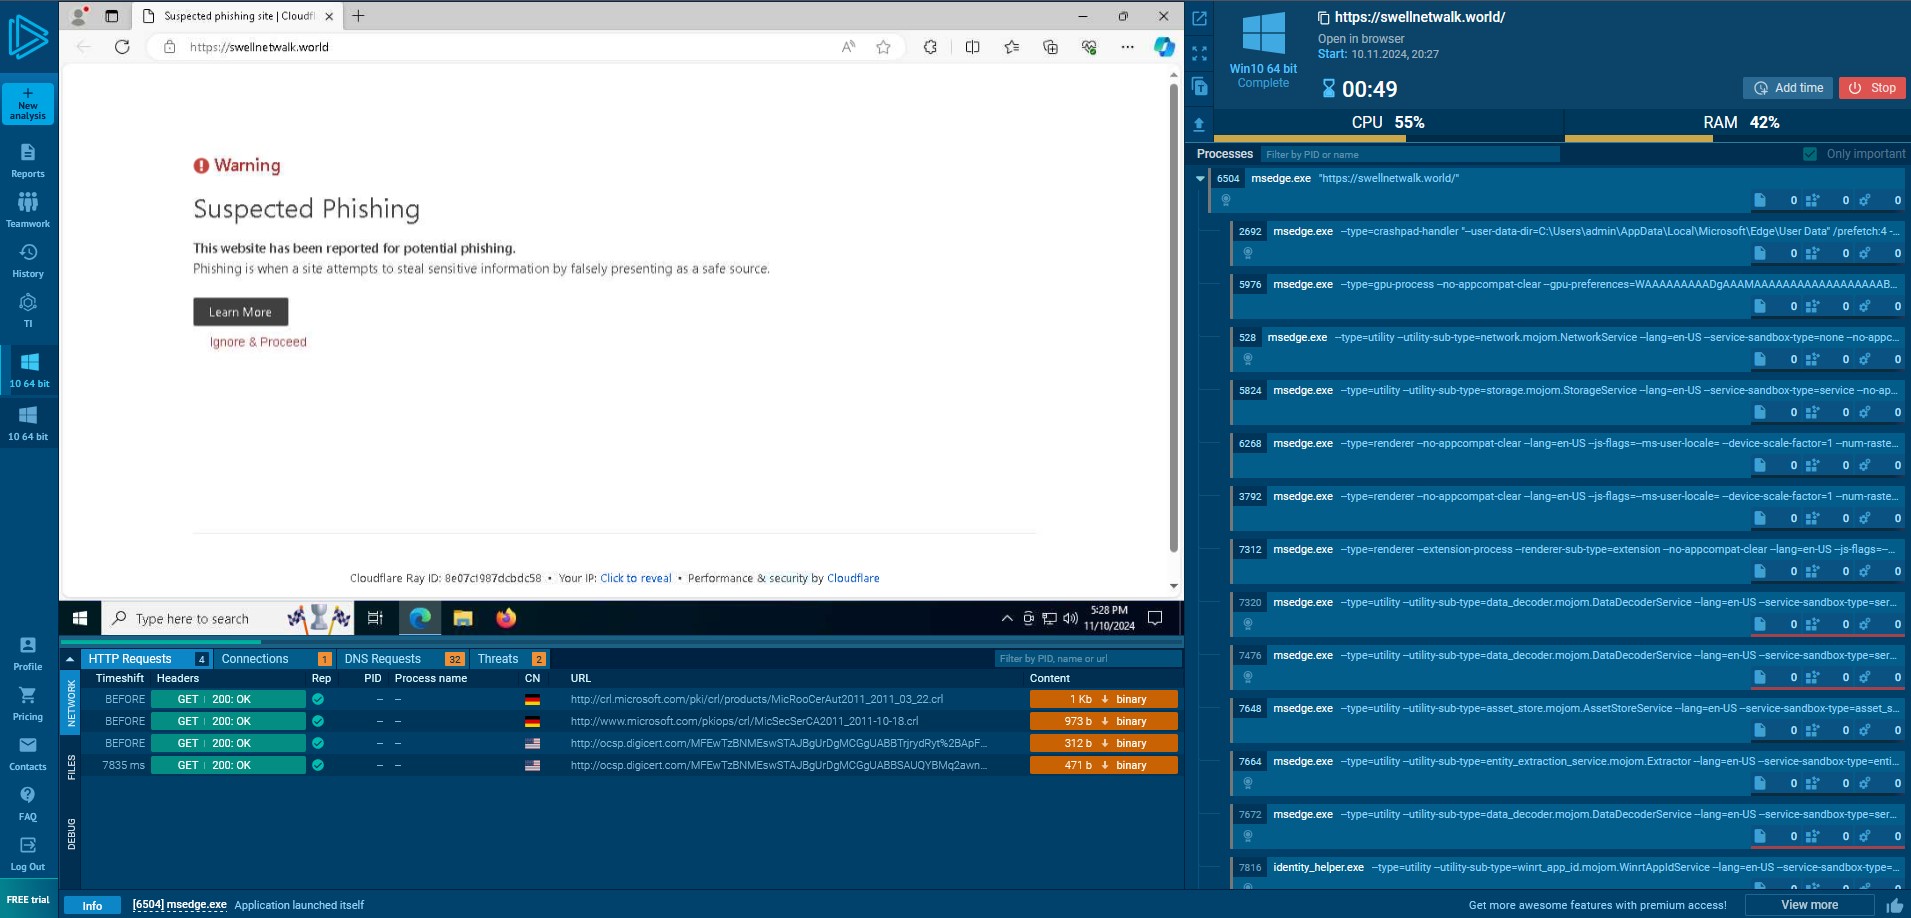 New
analysis
Reports
Teamwork
History
TI
10 64 bit
10 64 bit
Profile
Pricing
Contacts
FAQ
Log Out
FREE trial
Suspected phishing site | Cloudfl
https://swellnetwalk.world
Warning
Suspected Phishing
This website has been reported for potential phishing.
Phishing is when a site attempts to steal sensitive information by falsely presenting as a safe source.
Learn More
Ignore & Proceed
Cloudflare Ray ID: 8e07c1987dcbdc58 • Your IP: Click to reveal • Performance & security by Cloudflare
Type here to search
5:28 PM
11/10/2024
NETWORK
FILES
DEBUG
HTTP Requests 4 Connections 1 DNS Requests 32 Threats 2 Filter by PID, name or url
Timeshift Headers Rep PID Process name CN URL Content
BEFORE GET | 200: OK – – http://crl.microsoft.com/pki/crl/products/MicRooCerAut2011_2011_03_22.crl 1 Kb binary
BEFORE GET | 200: OK – – http://www.microsoft.com/pkiops/crl/MicSecSerCA2011_2011-10-18.crl 973 b binary
BEFORE GET | 200: OK – – http://ocsp.digicert.com/MFEwTzBNMEswSTAJBgUrDgMCGgUABBTrjrydRyt%2BApF... 312 b binary
7835 ms GET | 200: OK – – http://ocsp.digicert.com/MFEwTzBNMEswSTAJBgUrDgMCGgUABBSAUQYBMq2awn... 471 b binary
Info [6504] msedge.exe Application launched itself
Win10 64 bit
Complete
https://swellnetwalk.world/
Open in browser
Start: 10.11.2024, 20:27
00:49
Add time Stop
CPU 55% RAM 42%
Processes Filter by PID or name Only important
6504 msedge.exe "https://swellnetwalk.world/"
0 0 0
2692 msedge.exe --type=crashpad-handler "--user-data-dir=C:\Users\admin\AppData\Local\Microsoft\Edge\User Data" /prefetch:4 -...
0 0 0
5976 msedge.exe --type=gpu-process --no-appcompat-clear --gpu-preferences=WAAAAAAAAADgAAAMAAAAAAAAAAAAAAAAAAAB...
0 0 0
528 msedge.exe --type=utility --utility-sub-type=network.mojom.NetworkService --lang=en-US --service-sandbox-type=none --no-appc...
0 0 0
5824 msedge.exe --type=utility --utility-sub-type=storage.mojom.StorageService --lang=en-US --service-sandbox-type=service --no-ap...
0 0 0
6268 msedge.exe --type=renderer --no-appcompat-clear --lang=en-US --js-flags=--ms-user-locale= --device-scale-factor=1 --num-raste...
0 0 0
3792 msedge.exe --type=renderer --no-appcompat-clear --lang=en-US --js-flags=--ms-user-locale= --device-scale-factor=1 --num-raste...
0 0 0
7312 msedge.exe --type=renderer --extension-process --renderer-sub-type=extension --no-appcompat-clear --lang=en-US --js-flags=--...
0 0 0
7320 msedge.exe --type=utility --utility-sub-type=data_decoder.mojom.DataDecoderService --lang=en-US --service-sandbox-type=ser...
0 0 0
7476 msedge.exe --type=utility --utility-sub-type=data_decoder.mojom.DataDecoderService --lang=en-US --service-sandbox-type=ser...
0 0 0
7648 msedge.exe --type=utility --utility-sub-type=asset_store.mojom.AssetStoreService --lang=en-US --service-sandbox-type=asset_s...
0 0 0
7664 msedge.exe --type=utility --utility-sub-type=entity_extraction_service.mojom.Extractor --lang=en-US --service-sandbox-type=enti...
0 0 0
7672 msedge.exe --type=utility --utility-sub-type=data_decoder.mojom.DataDecoderService --lang=en-US --service-sandbox-type=ser...
0 0 0
7816 identity_helper.exe --type=utility --utility-sub-type=winrt_app_id.mojom.WinrtAppIdService --lang=en-US --service-sandbox-type=...
Get more awesome features with premium access! View more